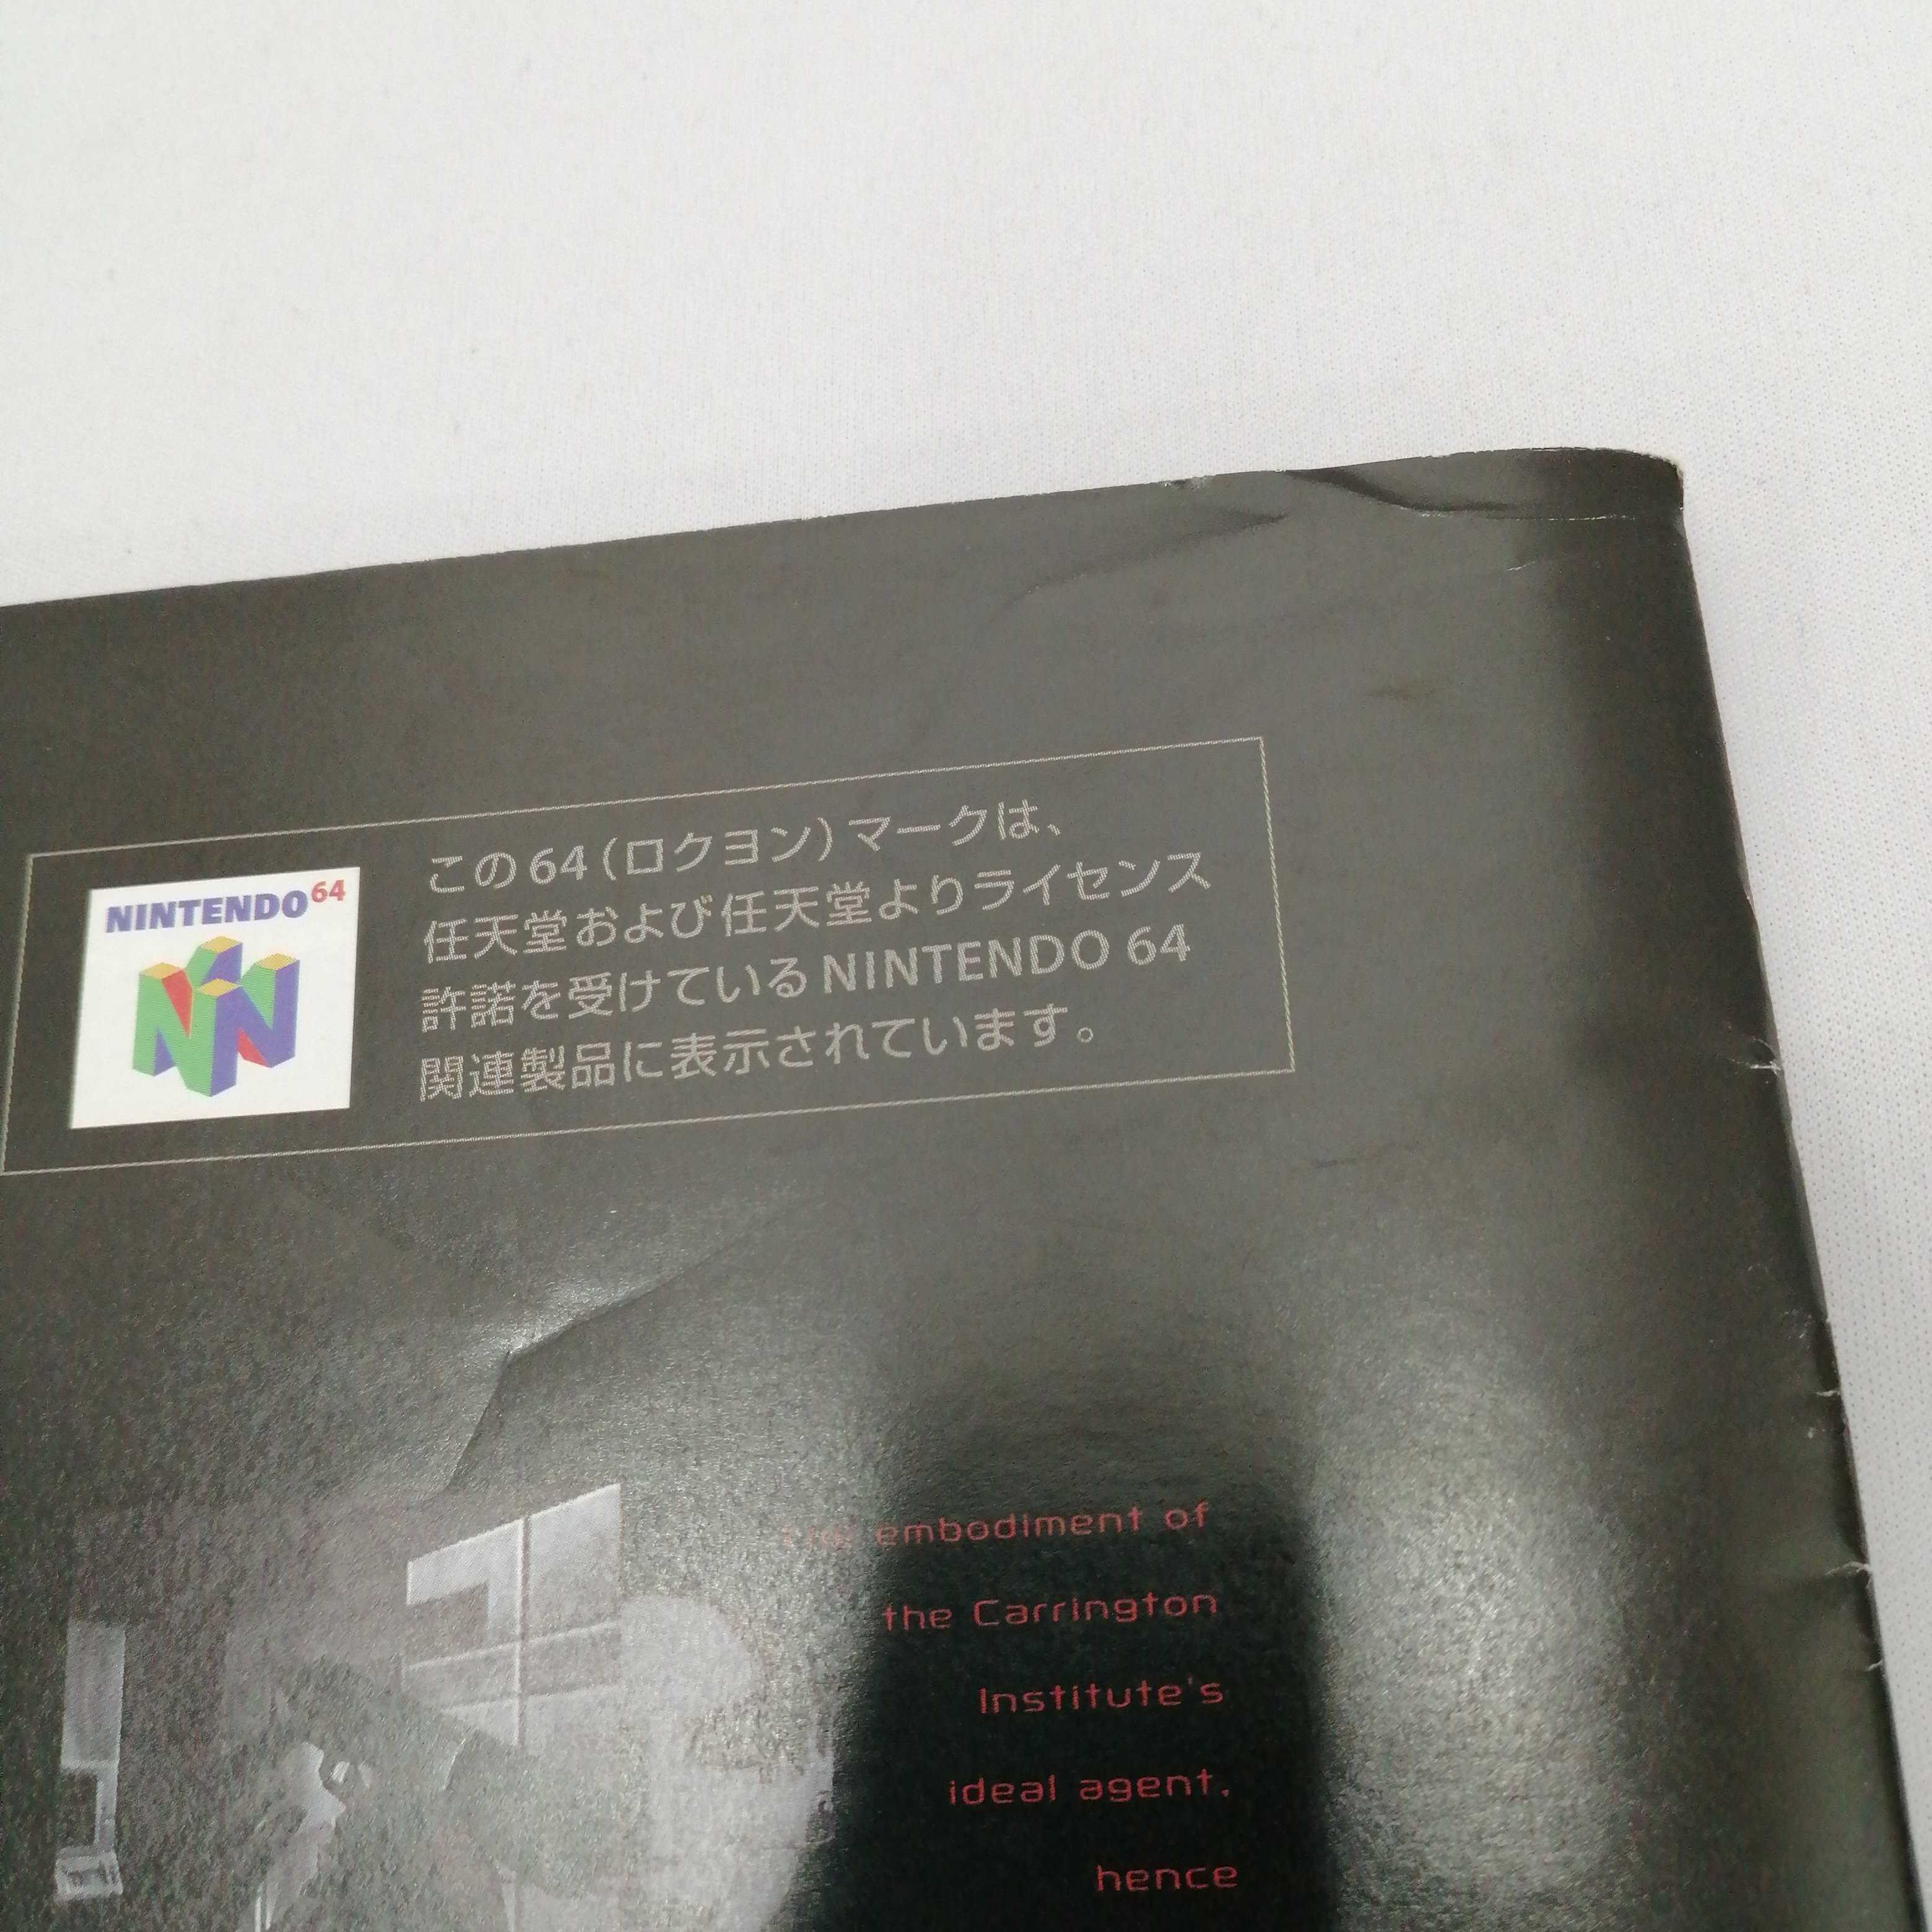 NINTENDO 64
この64(ロクヨン)マークは、
任天堂および任天堂よりライセンス
許諾を受けているNINTENDO 64
関連製品に表示されています。
embodiment of
the Carrington
Institute's
ideal agent,
hence